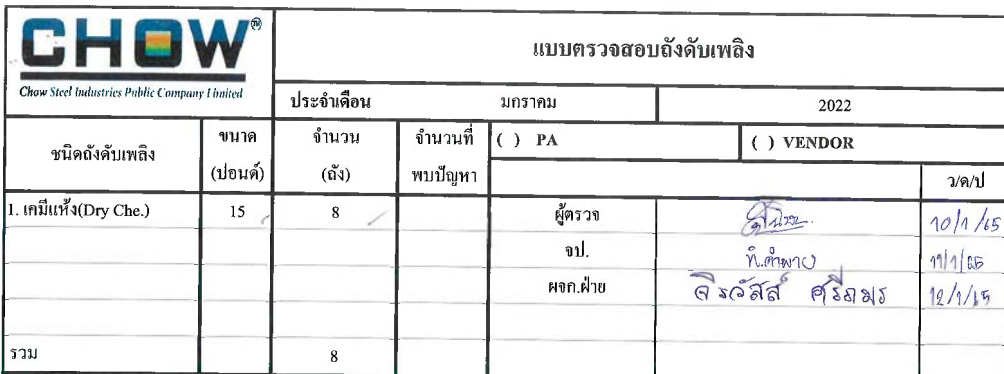 CHOW
Chow Steel Industries Public Company Limited
แบบตรวจสอบถังดับเพลิง
ประจำเดือน มกราคม 2022
ชนิดถังดับเพลิง ขนาด (ปอนด์) จำนวน (ถัง) จำนวนที่พบปัญหา ( ) PA ( ) VENDOR
ว/ด/ป
1. เคมีแห้ง(Dry Che.) 15 8 ผู้ตรวจ 10/1/65
จป. 11/1/65
ผจก.ฝ่าย จิรวัสส์ 12/1/65
รวม 8